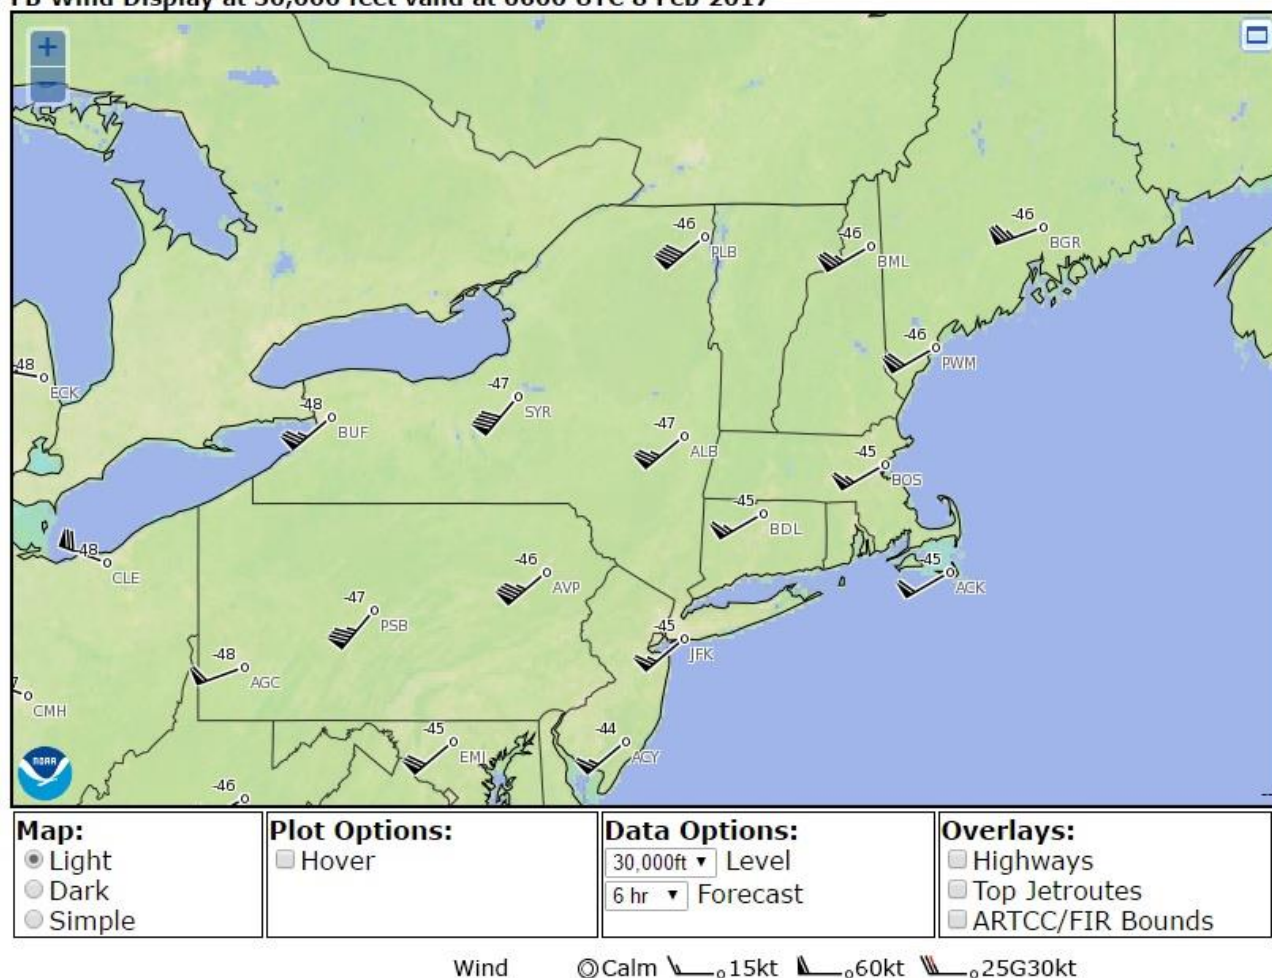 FB Wind Display at 30,000 feet valid at 0600 UTC 8 Feb 2017
+
−
-46
PLB
-46
BML
-46
BGR
-46
PWM
-48
ECK
-48
BUF
-47
SYR
-47
ALB
-45
BOS
-45
BDL
-48
CLE
-46
AVP
-45
ACK
-47
PSB
-45
JFK
-48
AGC
7
CMH
-45
EMI
-44
ACY
NOAA
-46
Map:
Light
Dark
Simple
Plot Options:
Hover
Data Options:
30,000ft ▼ Level
6 hr ▼ Forecast
Overlays:
Highways
Top Jetroutes
ARTCC/FIR Bounds
Wind Calm 15kt 60kt 25G30kt